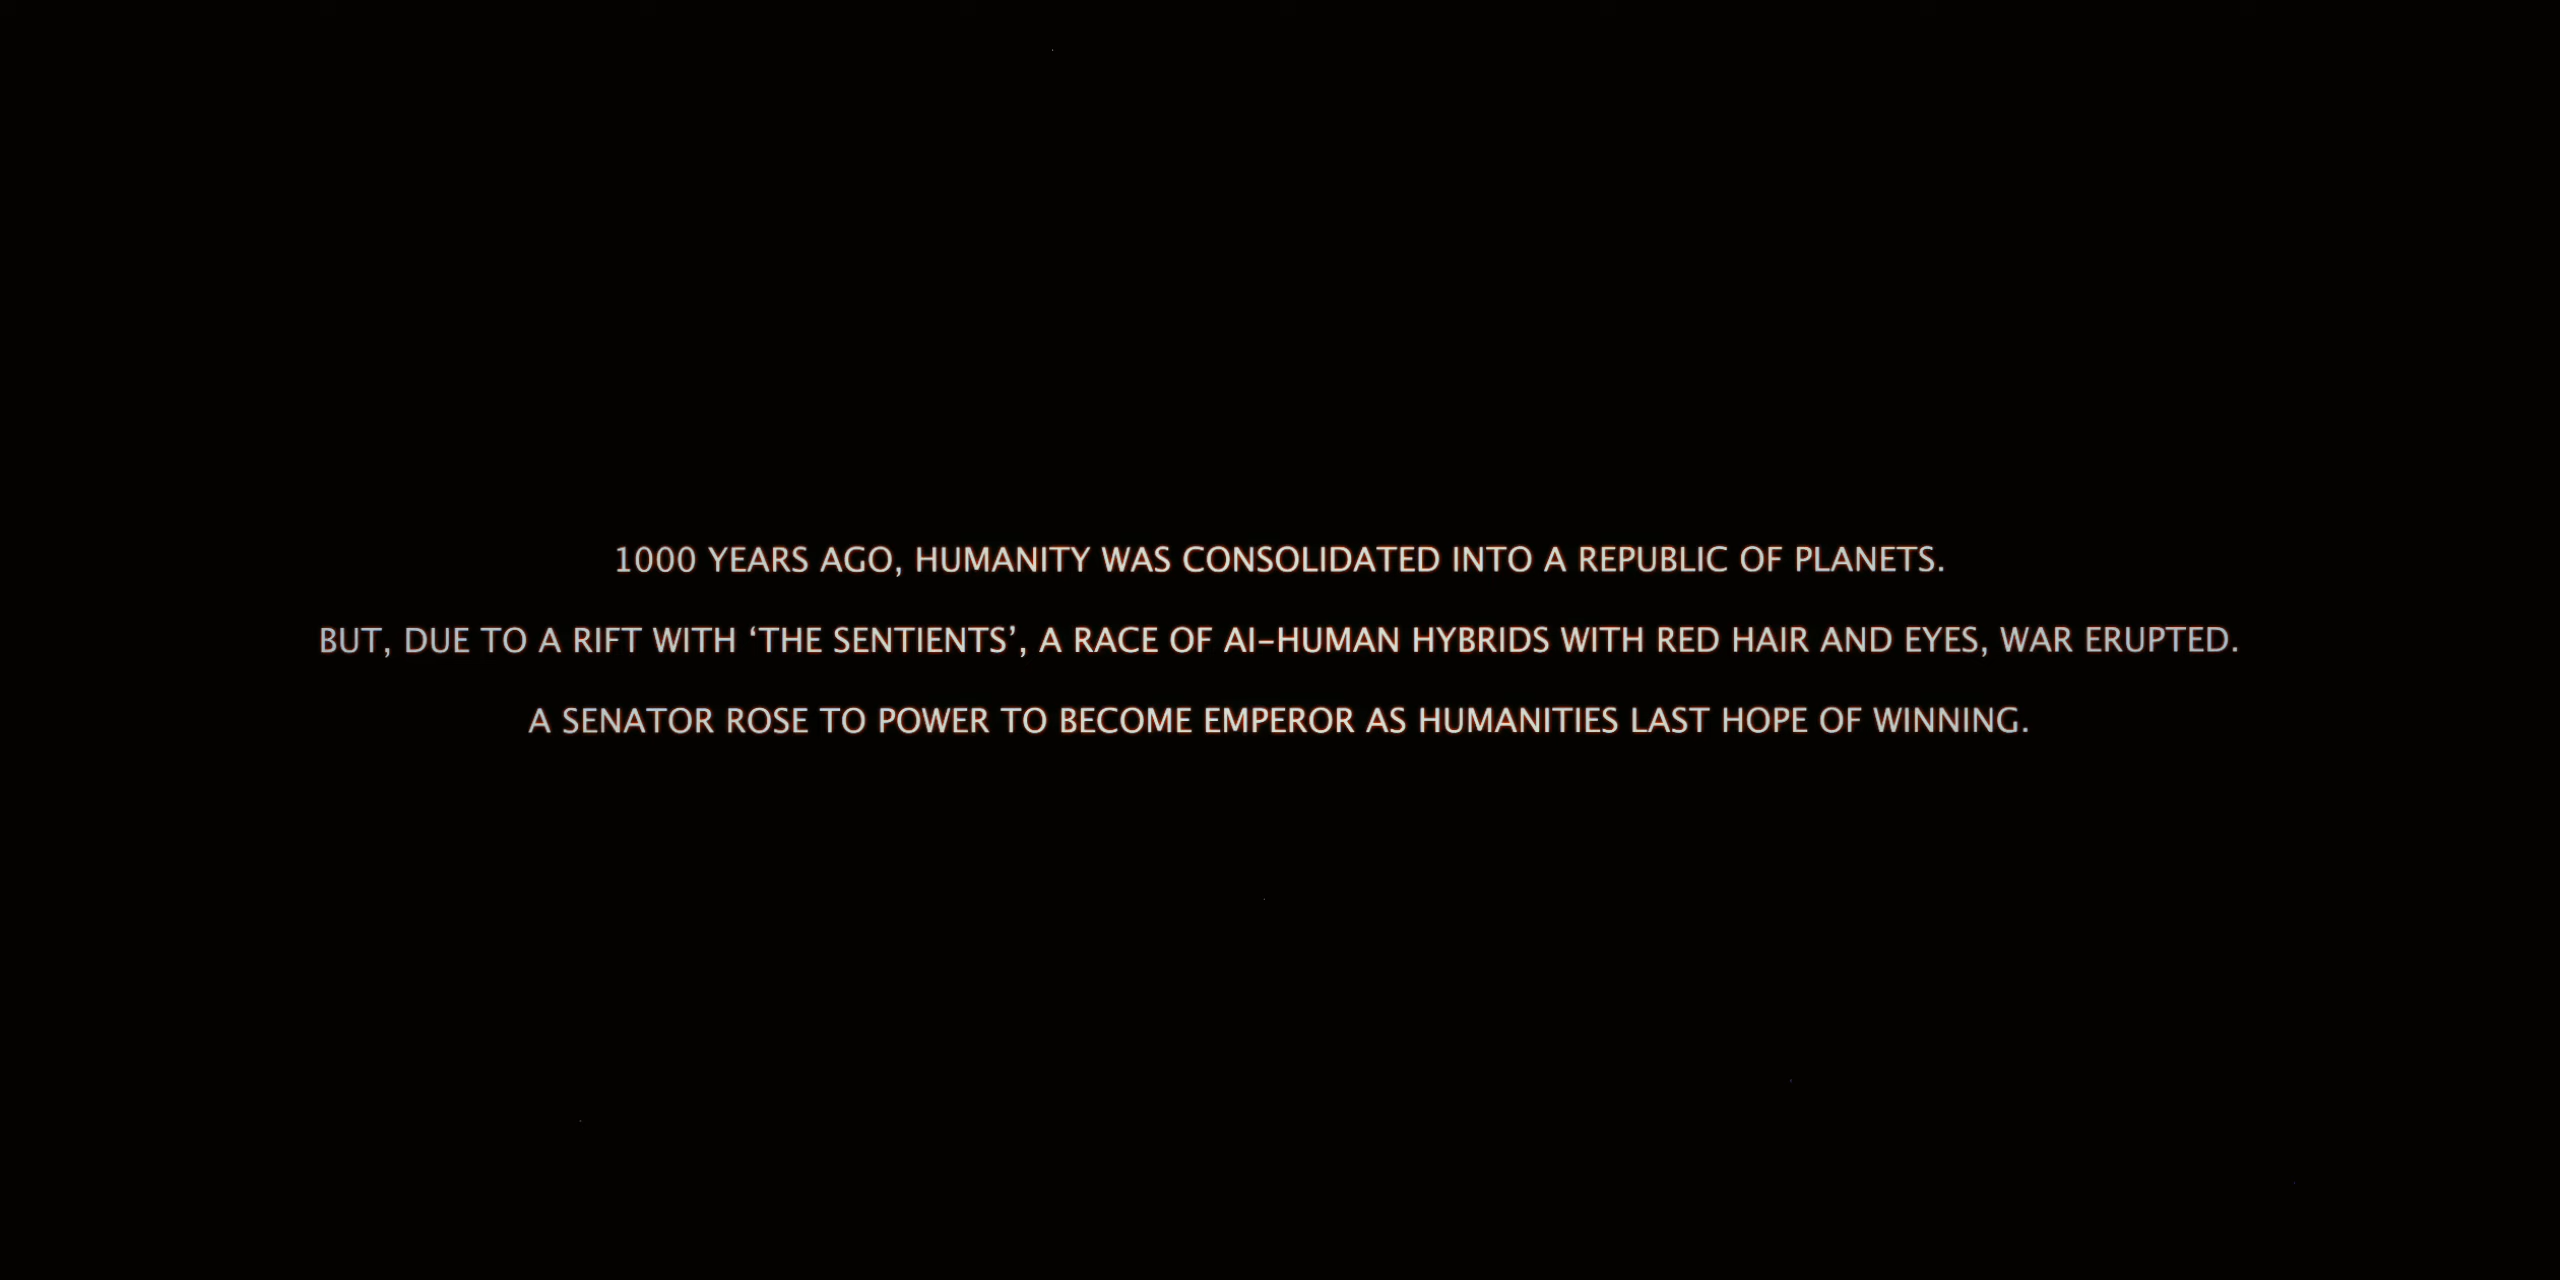 1000 YEARS AGO, HUMANITY WAS CONSOLIDATED INTO A REPUBLIC OF PLANETS.
BUT, DUE TO A RIFT WITH ‘THE SENTIENTS’, A RACE OF AI–HUMAN HYBRIDS WITH RED HAIR AND EYES, WAR ERUPTED.
A SENATOR ROSE TO POWER TO BECOME EMPEROR AS HUMANITIES LAST HOPE OF WINNING.